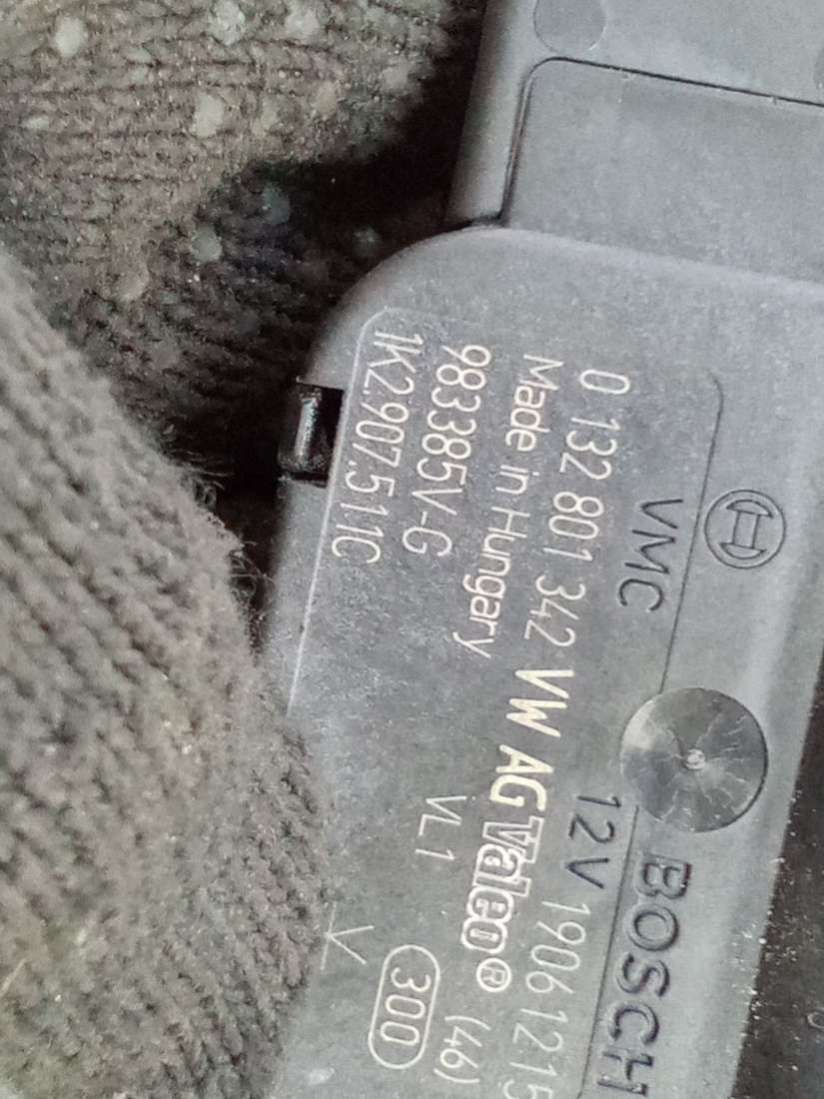 BOSCH
VMC 12V
0 132 801 342 VW AG 1906 1215
Made in Hungary Valeo® (46)
983385V-G VL1 300
1K2.907.511C V